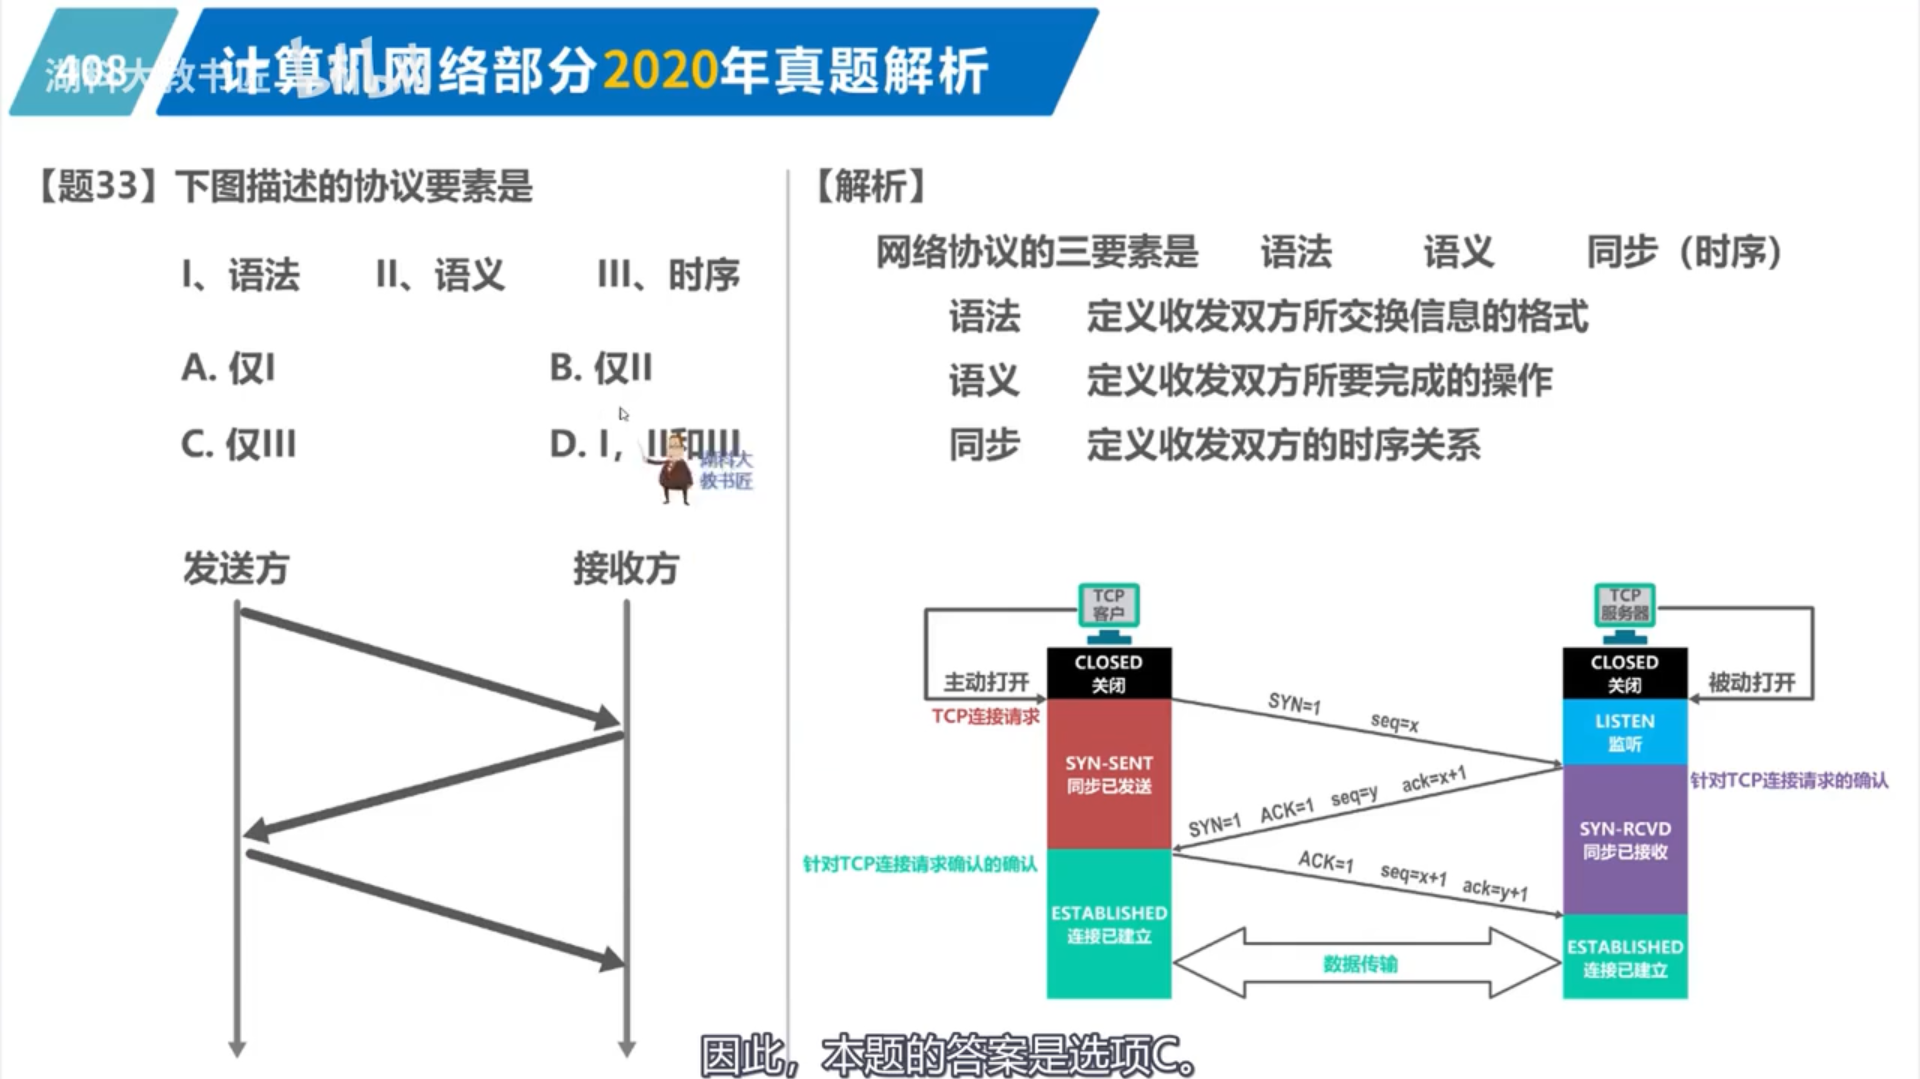 408 计算机网络部分2020年真题解析
湖科大教书匠 bilibili
【题33】下图描述的协议要素是
I、语法 II、语义 III、时序
A. 仅I B. 仅II
C. 仅III D. I，II和III
湖科大
教书匠
发送方 接收方
【解析】
网络协议的三要素是 语法 语义 同步（时序）
语法 定义收发双方所交换信息的格式
语义 定义收发双方所要完成的操作
同步 定义收发双方的时序关系
TCP
客户
TCP
服务器
CLOSED
关闭
CLOSED
关闭
主动打开
被动打开
TCP连接请求
SYN=1 seq=x
LISTEN
监听
SYN-SENT
同步已发送
SYN=1 ACK=1 seq=y ack=x+1
针对TCP连接请求的确认
SYN-RCVD
同步已接收
针对TCP连接请求确认的确认
ACK=1 seq=x+1 ack=y+1
ESTABLISHED
连接已建立
ESTABLISHED
连接已建立
数据传输
因此，本题的答案是选项C。